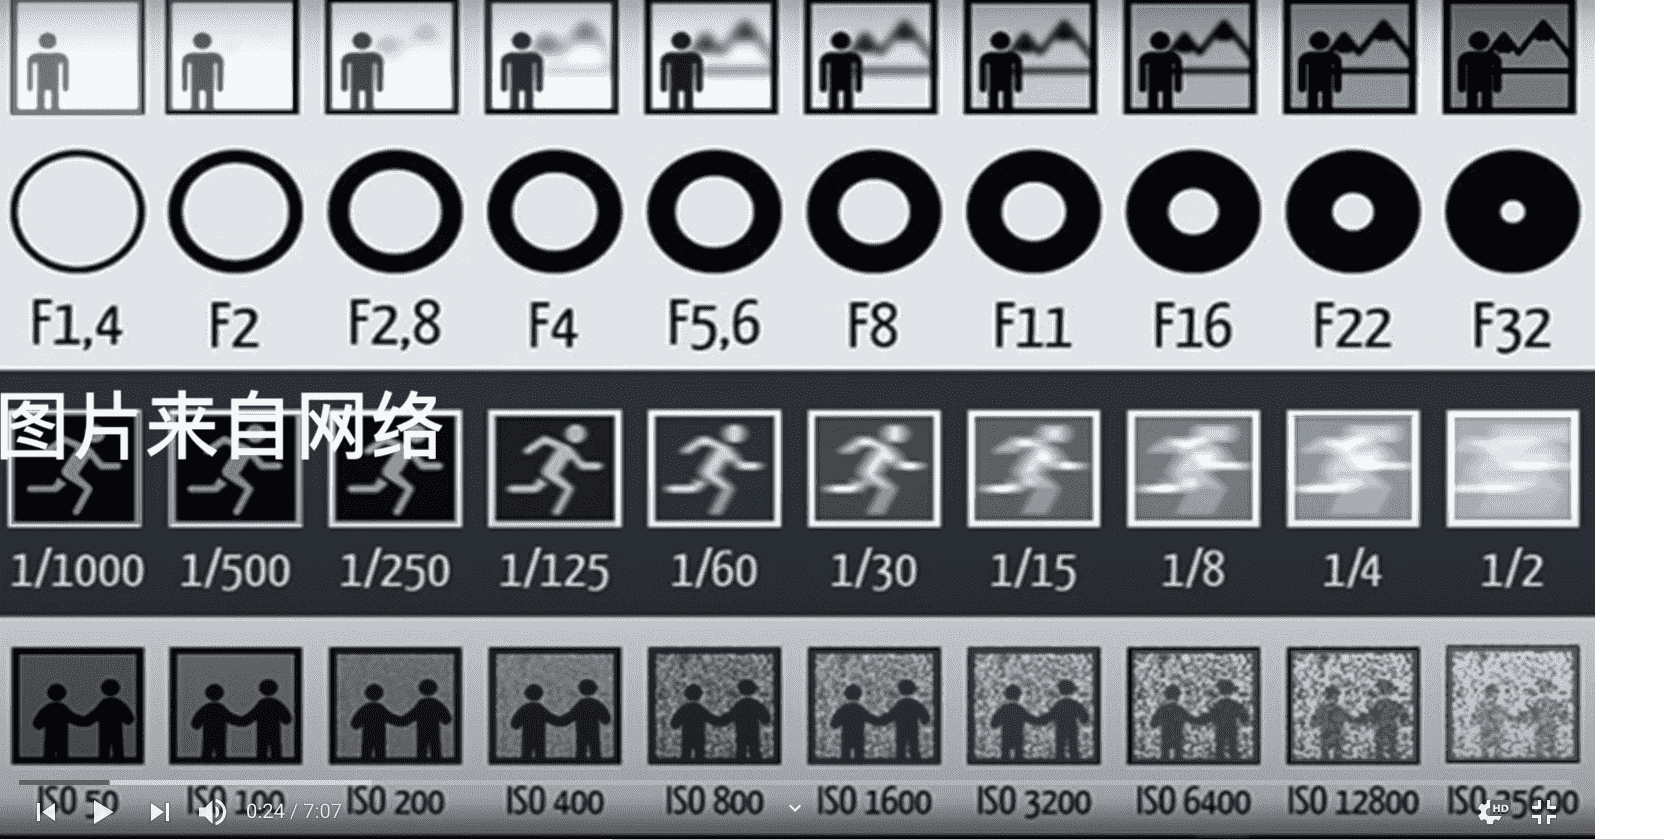 F1,4 F2 F2,8 F4 F5,6 F8 F11 F16 F22 F32
图片来自网络
1/1000 1/500 1/250 1/125 1/60 1/30 1/15 1/8 1/4 1/2
ISO 50 ISO 100 ISO 200 ISO 400 ISO 800 ISO 1600 ISO 3200 ISO 6400 ISO 12800 ISO 25600
0:24 / 7:07 HD